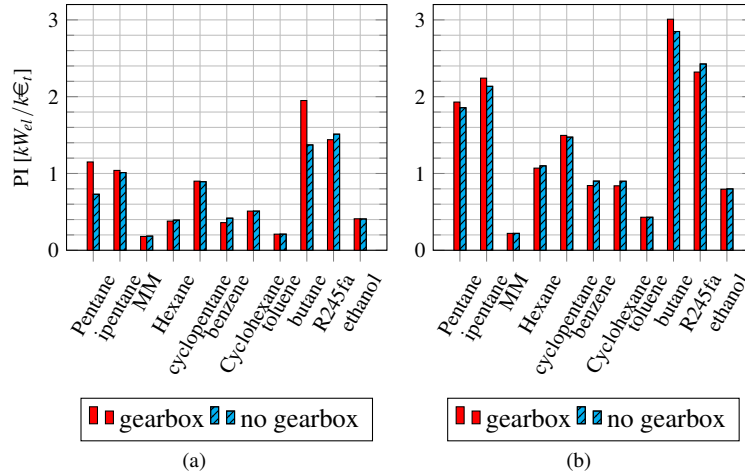 PI [kW_el/k€_t]
3
2
1
0
Pentane
ipentane
MM
Hexane
cyclopentane
benzene
Cyclohexane
toluene
butane
R245fa
ethanol
gearbox no gearbox
(a)
3
2
1
0
Pentane
ipentane
MM
Hexane
cyclopentane
benzene
Cyclohexane
toluene
butane
R245fa
ethanol
gearbox no gearbox
(b)